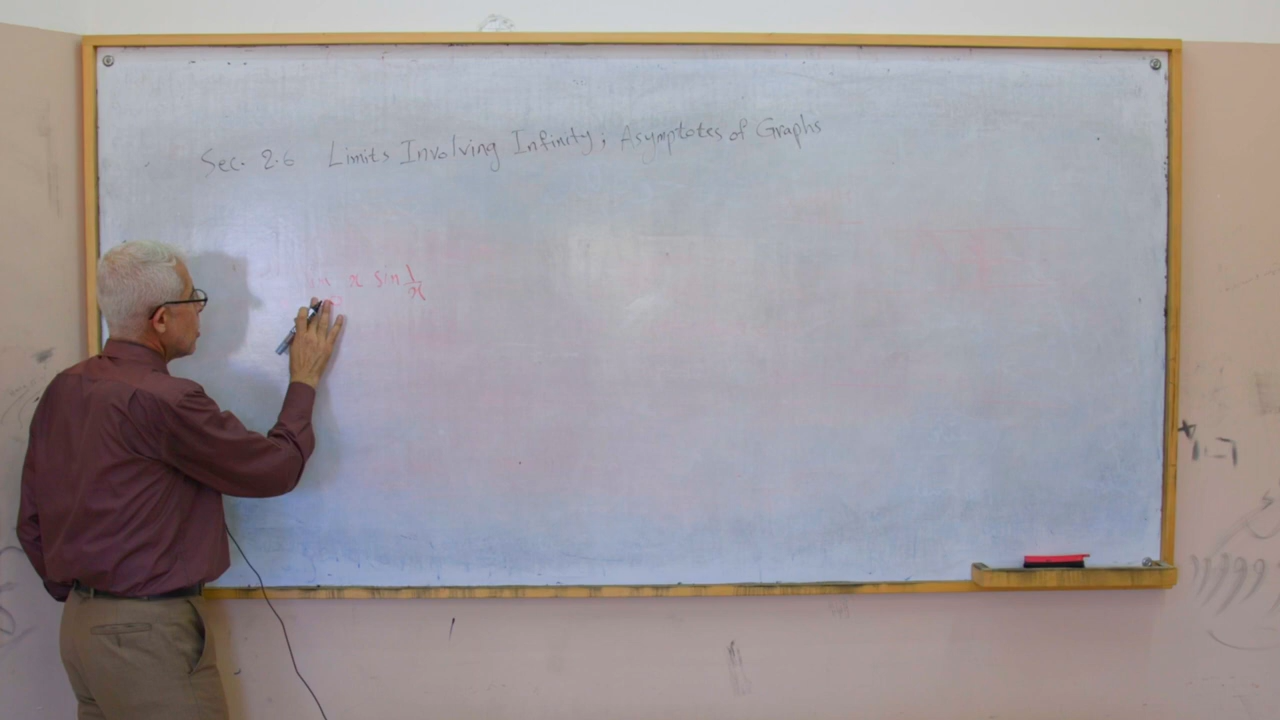 Sec. 2.6 Limits Involving Infinity; Asymptotes of Graphs
x sin 1/x